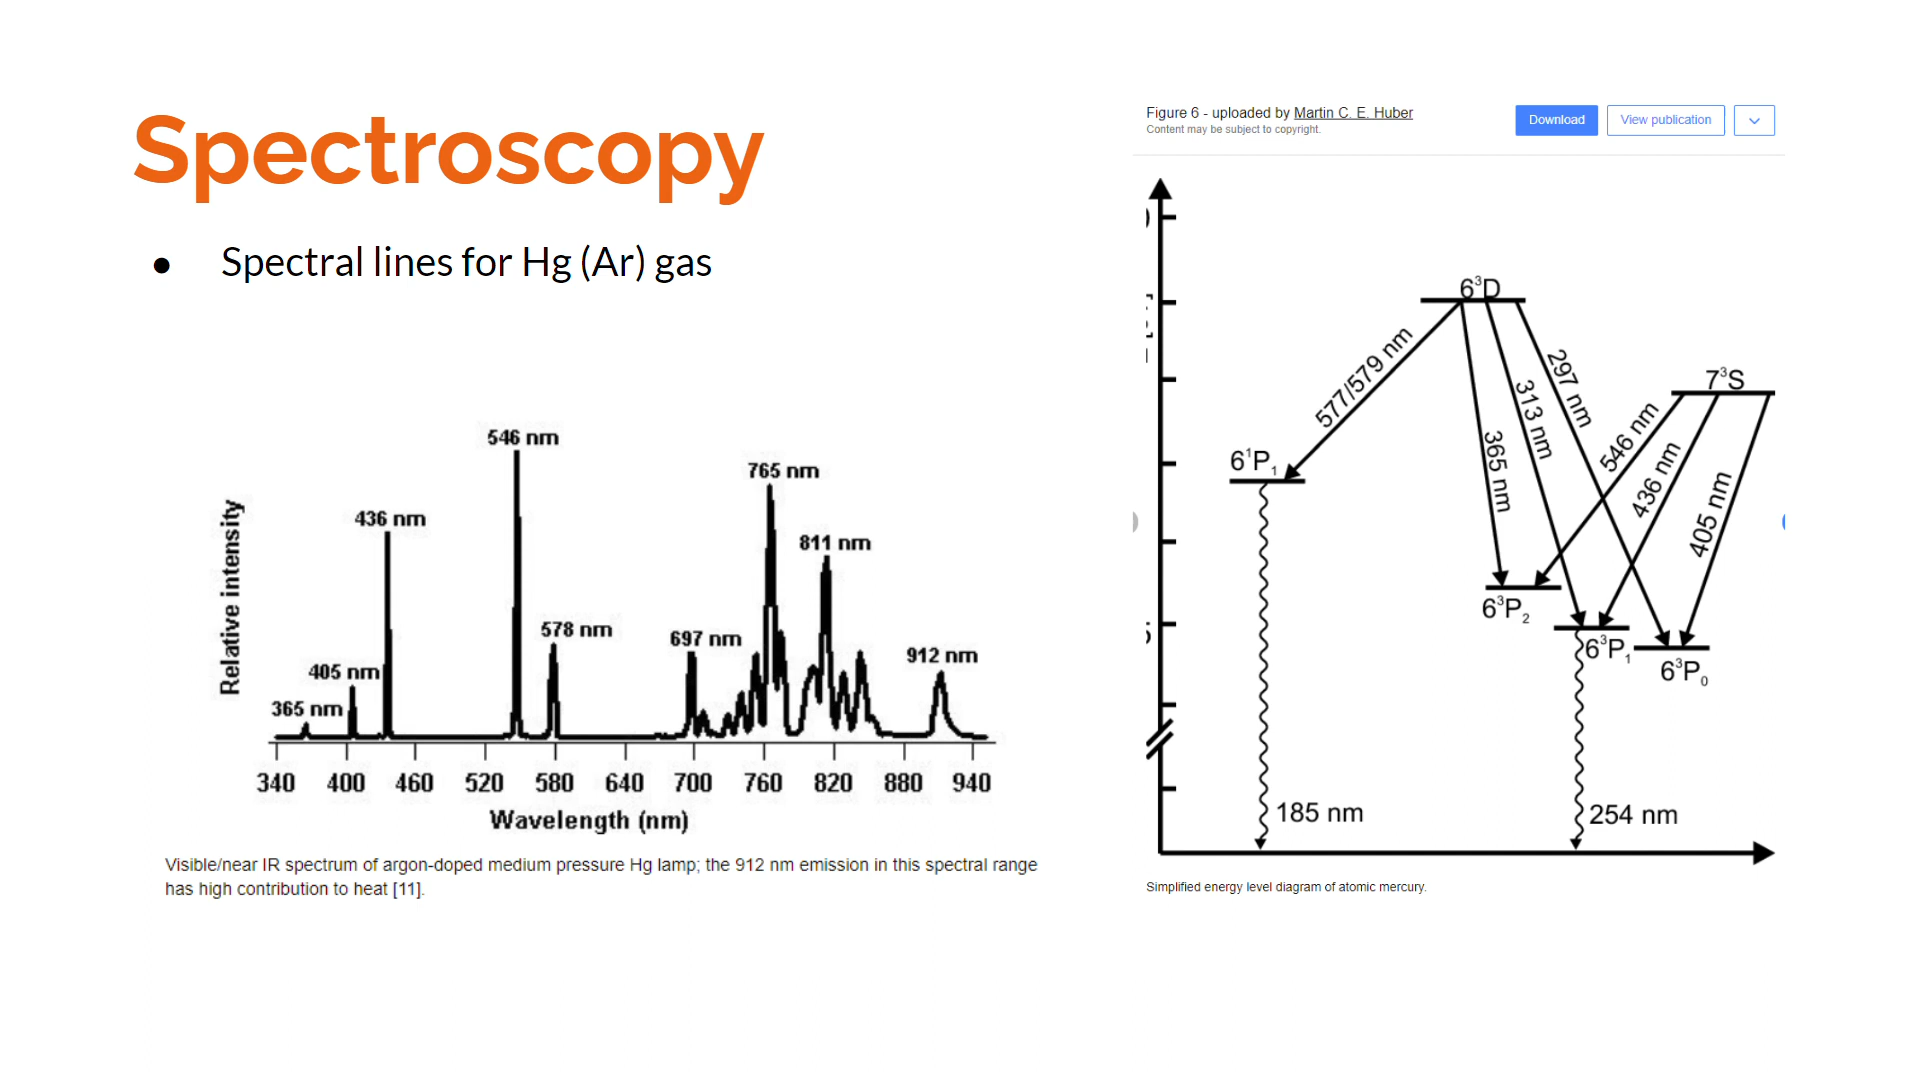 Spectroscopy
● Spectral lines for Hg (Ar) gas
Relative intensity
365 nm
405 nm
436 nm
546 nm
578 nm
697 nm
765 nm
811 nm
912 nm
340 400 460 520 580 640 700 760 820 880 940
Wavelength (nm)
Visible/near IR spectrum of argon-doped medium pressure Hg lamp; the 912 nm emission in this spectral range
has high contribution to heat [11].
Figure 6 - uploaded by Martin C. E. Huber
Content may be subject to copyright.
Download
View publication
6³D
7³S
577/579 nm
365 nm
313 nm
297 nm
546 nm
436 nm
405 nm
6¹P₁
6³P₂
6³P₁
6³P₀
185 nm
254 nm
Simplified energy level diagram of atomic mercury.